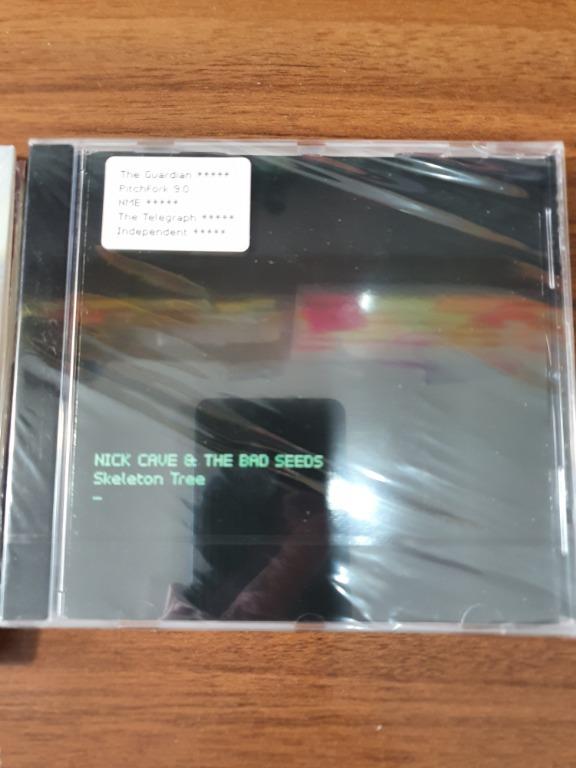 The Guardian *****
Pitchfork 9.0
NME *****
The Telegraph *****
Independent *****
NICK CAVE & THE BAD SEEDS
Skeleton Tree
_